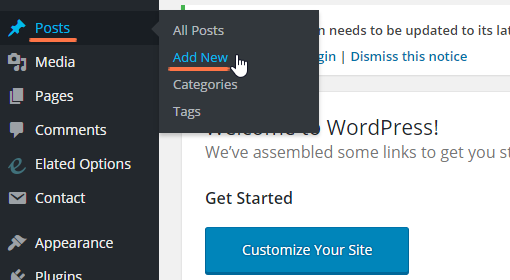 Posts
Media
Pages
Comments
Elated Options
Contact
Appearance
Plugins
All Posts
Add New
Categories
Tags
n needs to be updated to its lat
gin | Dismiss this notice
to WordPress!
We've assembled some links to get you st
Get Started
Customize Your Site